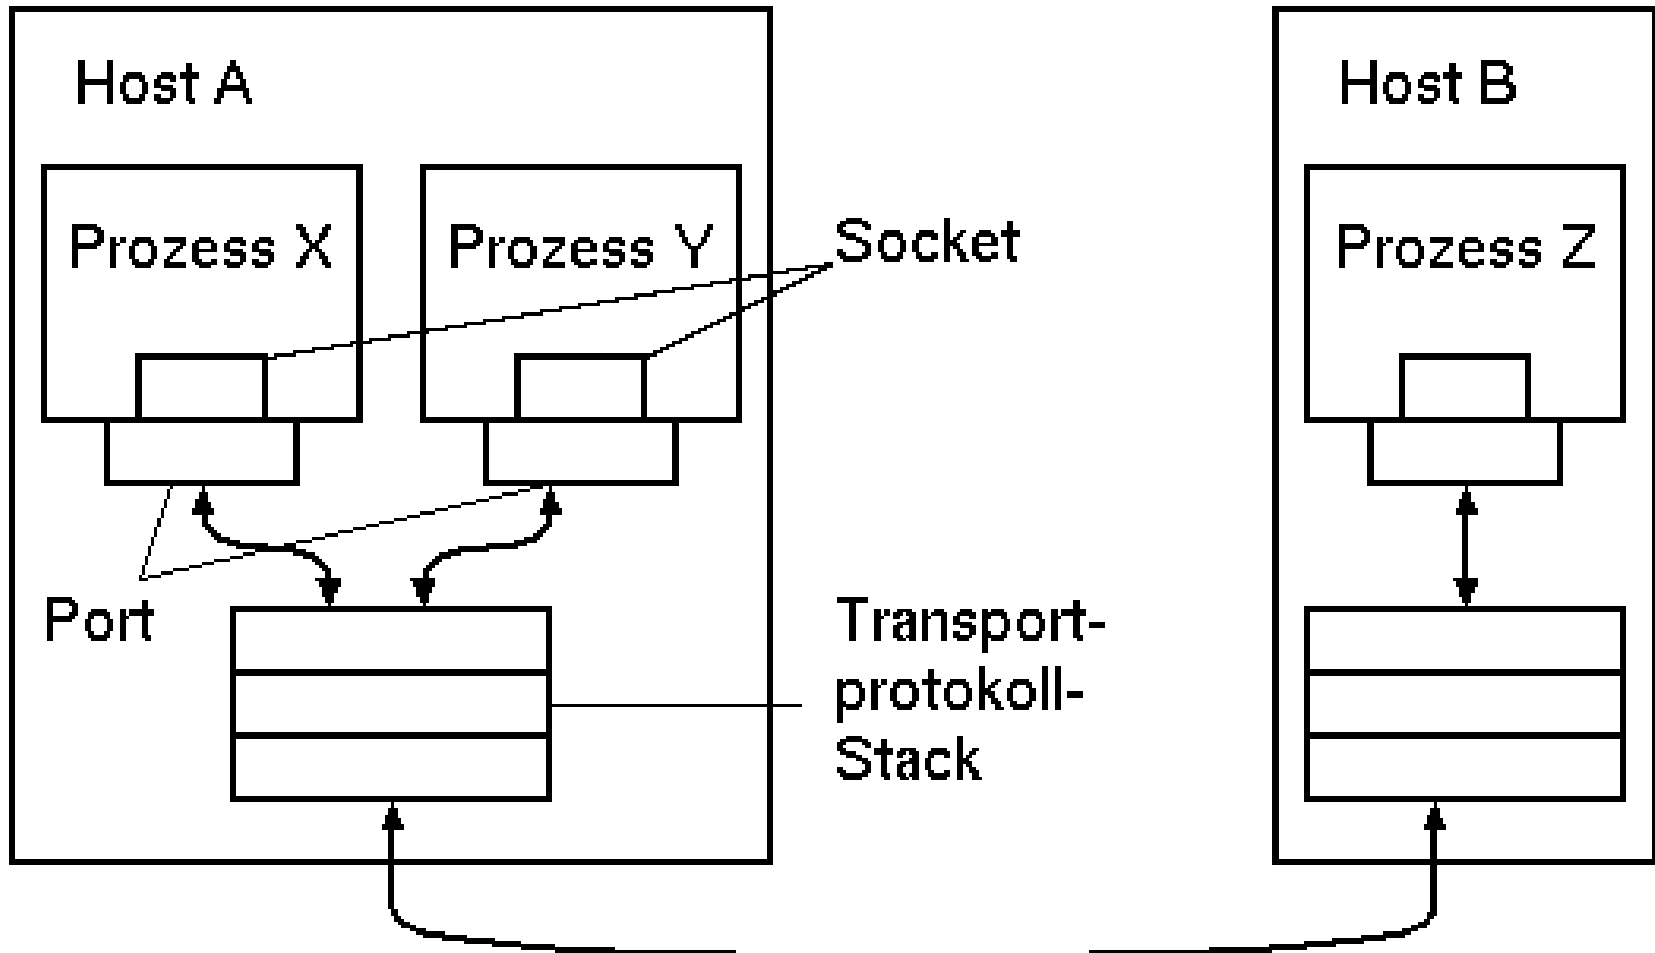 Host A
Host B
Prozess X
Prozess Y
Socket
Prozess Z
Port
Transport-
protokoll-
Stack